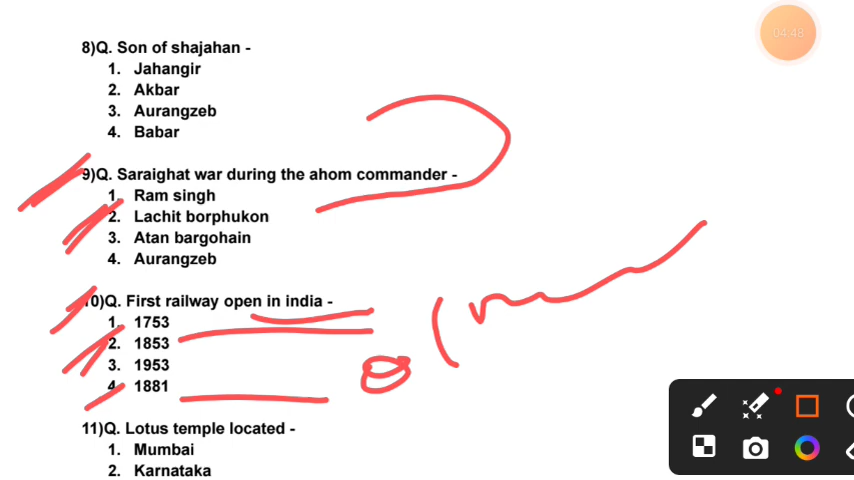 04:48
8)Q. Son of shajahan -
1. Jahangir
2. Akbar
3. Aurangzeb
4. Babar
9)Q. Saraighat war during the ahom commander -
1. Ram singh
2. Lachit borphukon
3. Atan bargohain
4. Aurangzeb
10)Q. First railway open in india -
1. 1753
2. 1853
3. 1953
4. 1881
11)Q. Lotus temple located -
1. Mumbai
2. Karnataka